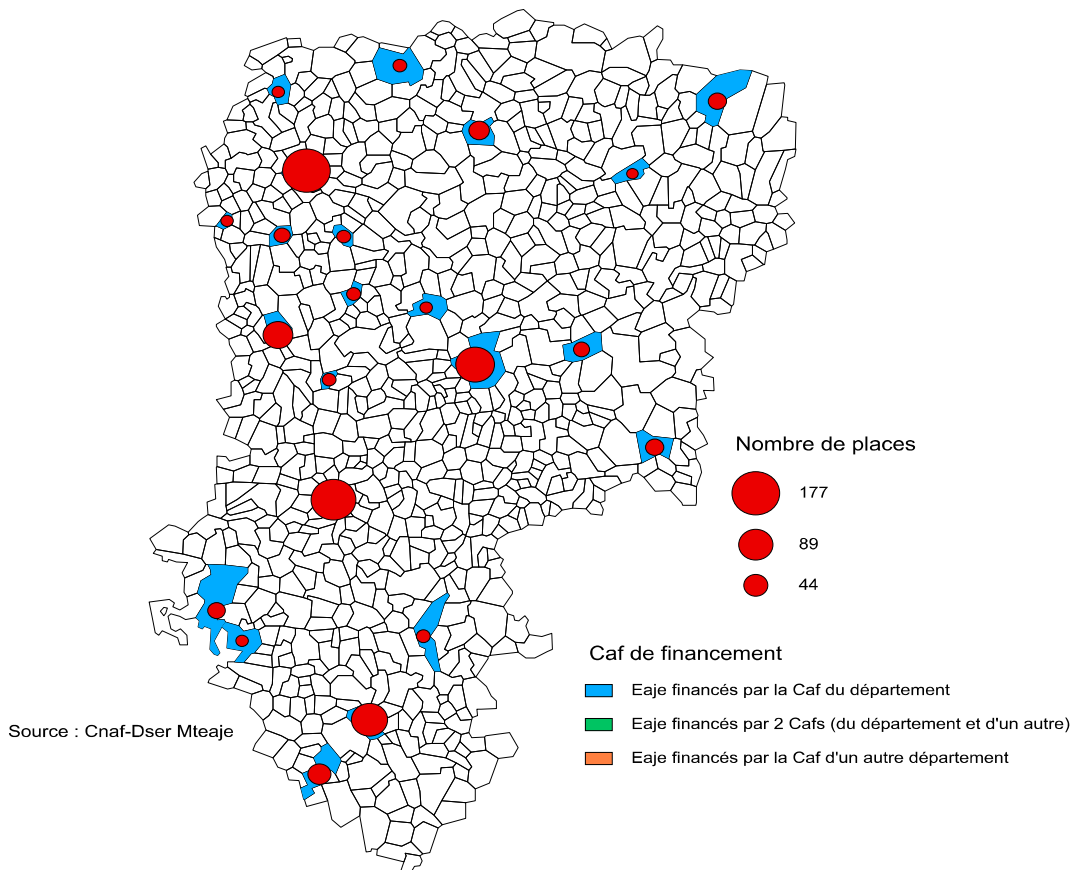 Nombre de places
177
89
44
Caf de financement
Eaje financés par la Caf du département
Eaje financés par 2 Cafs (du département et d'un autre)
Eaje financés par la Caf d'un autre département
Source : Cnaf-Dser Mteaje